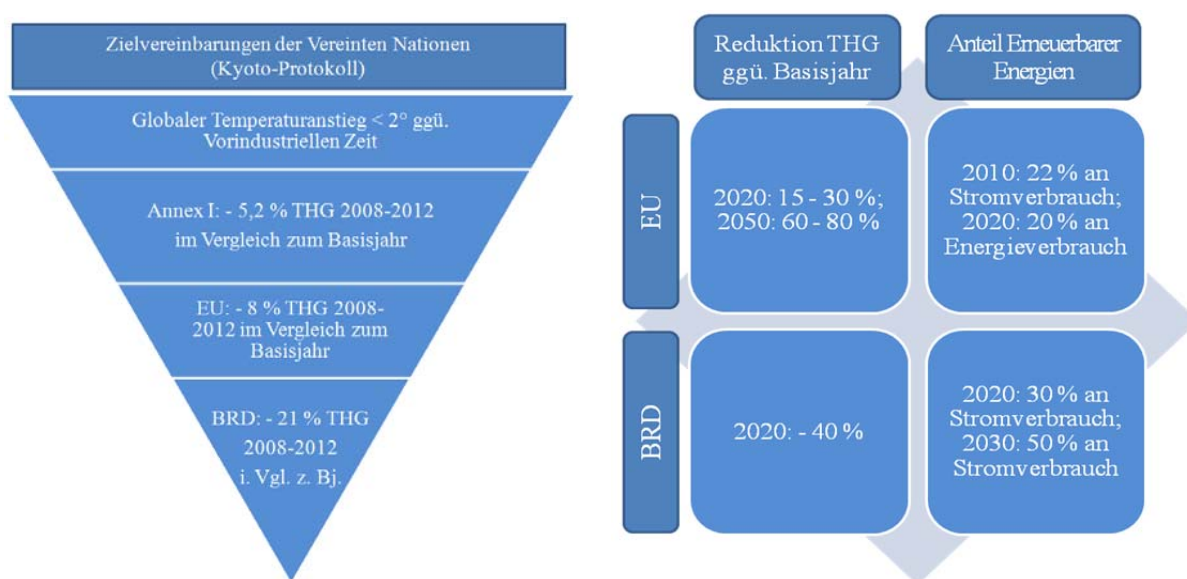 Zielvereinbarungen der Vereinten Nationen
(Kyoto-Protokoll)
Globaler Temperaturanstieg < 2° ggü.
Vorindustriellen Zeit
Annex I: - 5,2 % THG 2008-2012
im Vergleich zum Basisjahr
EU: - 8 % THG 2008-
2012 im Vergleich zum
Basisjahr
BRD: - 21 % THG
2008-2012
i. Vgl. z. Bj.
Reduktion THG
ggü. Basisjahr
Anteil Erneuerbarer
Energien
EU
2020: 15 - 30 %;
2050: 60 - 80 %
2010: 22 % an
Stromverbrauch;
2020: 20 % an
Energieverbrauch
BRD
2020: - 40 %
2020: 30 % an
Stromverbrauch;
2030: 50 % an
Stromverbrauch